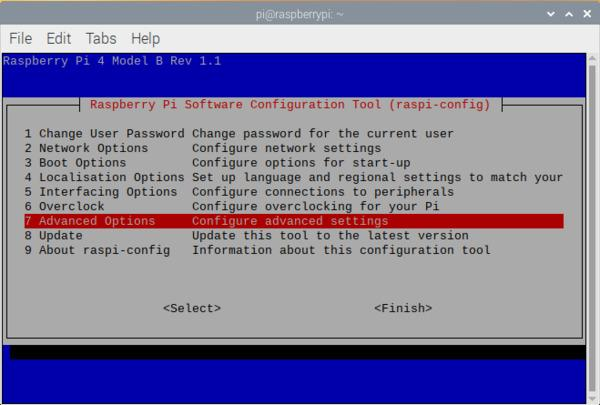 pi@raspberrypi: ~
File Edit Tabs Help
Raspberry Pi 4 Model B Rev 1.1
Raspberry Pi Software Configuration Tool (raspi-config)
1 Change User Password Change password for the current user
2 Network Options Configure network settings
3 Boot Options Configure options for start-up
4 Localisation Options Set up language and regional settings to match your
5 Interfacing Options Configure connections to peripherals
6 Overclock Configure overclocking for your Pi
7 Advanced Options Configure advanced settings
8 Update Update this tool to the latest version
9 About raspi-config Information about this configuration tool
<Select> <Finish>